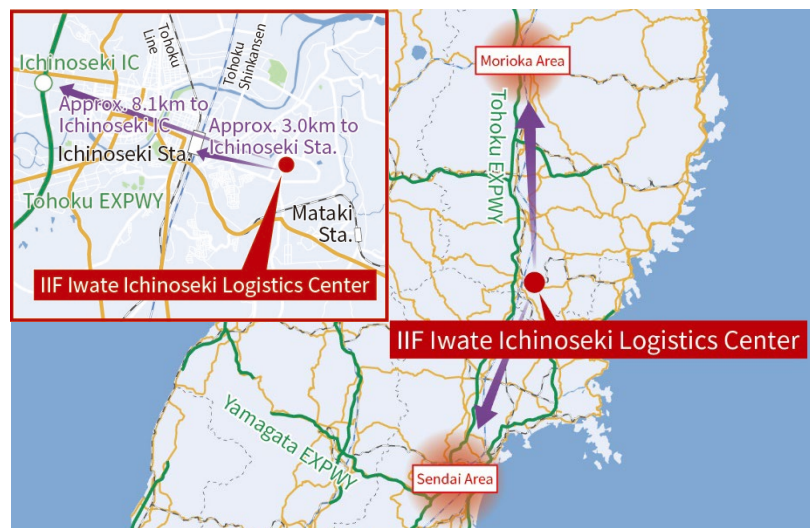 Tohoku
Line
Tohoku
Shinkansen
Ichinoseki IC
Approx. 8.1km to
Ichinoseki IC
Approx. 3.0km to
Ichinoseki Sta.
Ichinoseki Sta.
Tohoku EXPWY
Mataki
Sta.
IIF Iwate Ichinoseki Logistics Center
Morioka Area
Tohoku EXPWY
IIF Iwate Ichinoseki Logistics Center
Yamagata EXPWY
Sendai Area